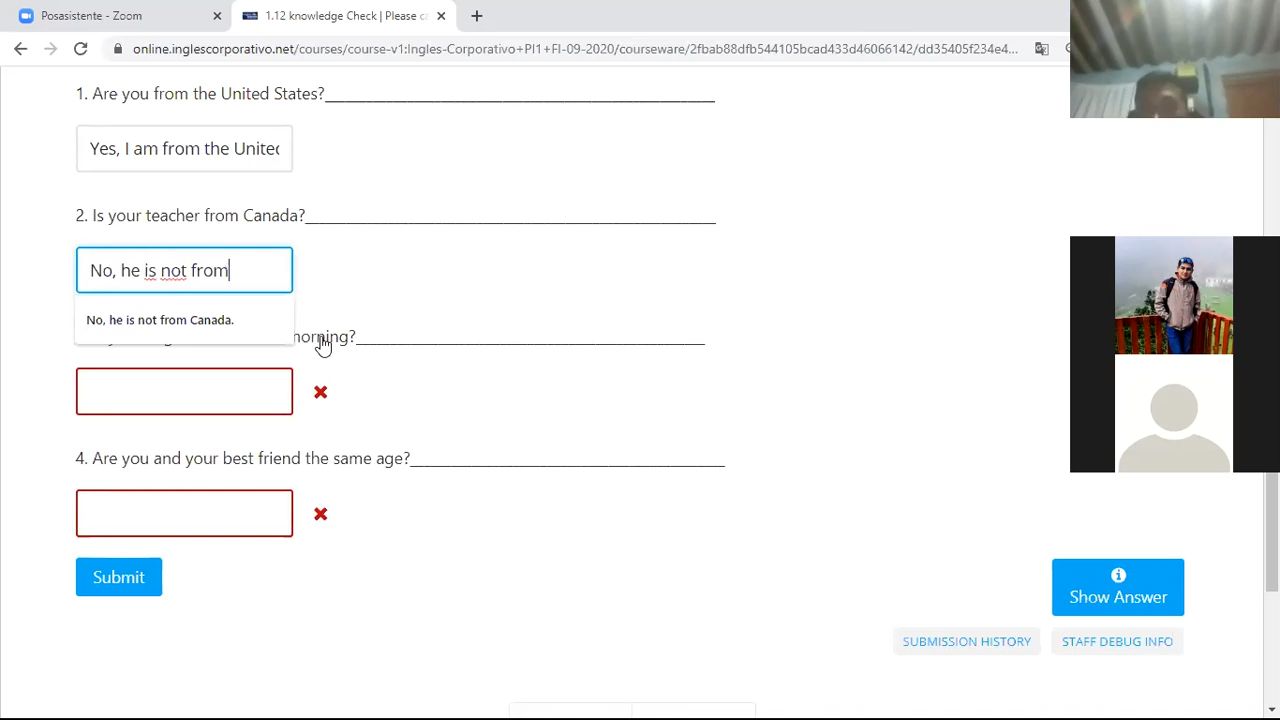 Posasistente - Zoom
1.12 knowledge Check | Please ca
online.inglescorporativo.net/courses/course-v1:Ingles-Corporativo+PI1+FI-09-2020/courseware/2fbab88dfb544105bcad433d46066142/dd35405f234e4...
1. Are you from the United States?
Yes, I am from the United
2. Is your teacher from Canada?
No, he is not from
No, he is not from Canada.
morning?
4. Are you and your best friend the same age?
Submit
Show Answer
SUBMISSION HISTORY
STAFF DEBUG INFO